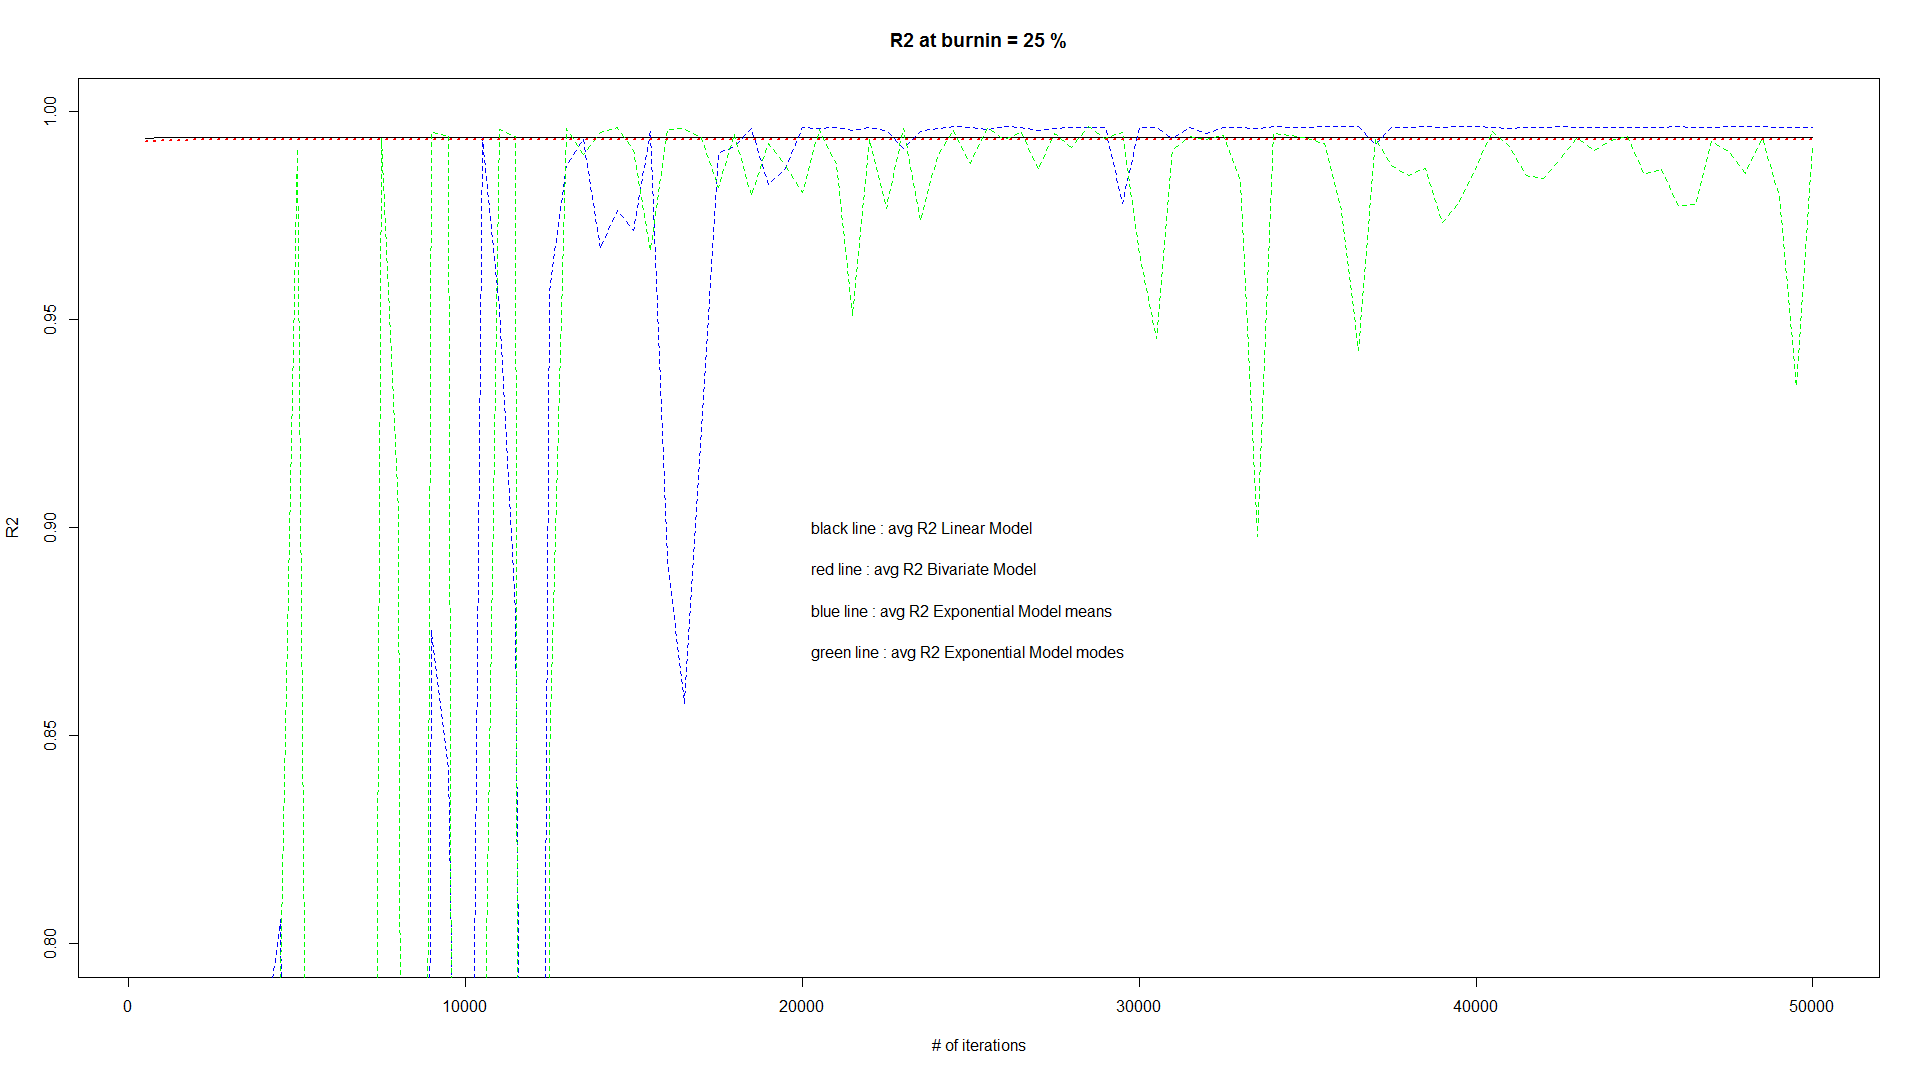 R2 at burnin = 25 %
1.00
0.95
0.90
0.85
0.80
R2
black line : avg R2 Linear Model
red line : avg R2 Bivariate Model
blue line : avg R2 Exponential Model means
green line : avg R2 Exponential Model modes
0
10000
20000
30000
40000
50000
# of iterations